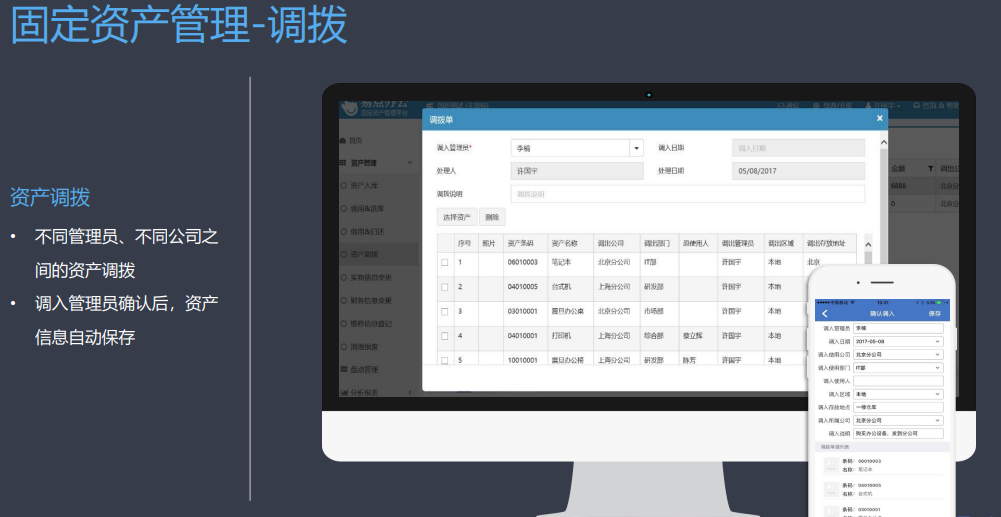 固定资产管理-调拨
资产调拨
• 不同管理员、不同公司之
间的资产调拨
• 调入管理员确认后，资产
信息自动保存
易点办公
固定资产管理平台
首页
资产管理
资产入库
领用&退库
借用&归还
资产调拨
实物信息变更
财务信息变更
维修信息登记
清理报废
盘点管理
分析报表
金额
6888
0
调拨单 ×
调入管理员* 李楠 调入日期 调入日期
处理人 许国宇 处理日期 05/08/2017
调拨说明 调拨说明
选择资产 删除
序号 照片 资产条码 资产名称 调出公司 调出部门 原使用人 调出管理员 调出区域 调出存放地址
1 06010003 笔记本 北京分公司 IT部 许国宇 本地 北京
2 04010005 台式机 上海分公司 研发部 许国宇 本地
3 03010001 震旦办公桌 北京分公司 市场部 许国宇 本地
4 04010001 打印机 上海分公司 综合部 蔡立辉 许国宇 本地
5 10010001 震旦办公椅 上海分公司 研发部 陈芳 许国宇 本地
确认调入 保存
调入管理员 李楠
调入日期 2017-05-08
调入使用公司 北京分公司
调入使用部门 IT部
调入使用人
调入区域 本地
调入存放地点 一楼仓库
调入所属公司 北京分公司
调入说明 购买办公设备，发到分公司
调拨单资产列表
条码： 06010003
名称： 笔记本
条码： 04010005
名称： 台式机
条码： 03010001